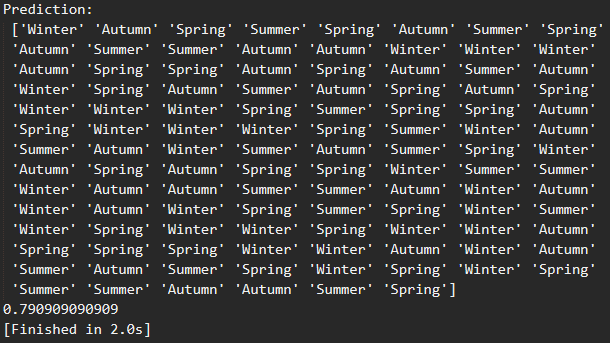 Prediction:
['Winter' 'Autumn' 'Spring' 'Summer' 'Spring' 'Autumn' 'Summer' 'Spring'
'Autumn' 'Summer' 'Summer' 'Autumn' 'Autumn' 'Winter' 'Winter' 'Winter'
'Autumn' 'Spring' 'Spring' 'Autumn' 'Spring' 'Autumn' 'Summer' 'Autumn'
'Winter' 'Spring' 'Autumn' 'Summer' 'Autumn' 'Spring' 'Autumn' 'Spring'
'Winter' 'Winter' 'Winter' 'Spring' 'Summer' 'Spring' 'Spring' 'Autumn'
'Spring' 'Winter' 'Winter' 'Winter' 'Spring' 'Summer' 'Winter' 'Autumn'
'Summer' 'Autumn' 'Winter' 'Summer' 'Autumn' 'Summer' 'Spring' 'Winter'
'Autumn' 'Spring' 'Autumn' 'Spring' 'Spring' 'Winter' 'Summer' 'Summer'
'Winter' 'Autumn' 'Autumn' 'Summer' 'Summer' 'Autumn' 'Winter' 'Autumn'
'Winter' 'Autumn' 'Winter' 'Spring' 'Summer' 'Spring' 'Winter' 'Summer'
'Winter' 'Spring' 'Winter' 'Winter' 'Spring' 'Winter' 'Winter' 'Autumn'
'Spring' 'Spring' 'Spring' 'Winter' 'Winter' 'Autumn' 'Winter' 'Autumn'
'Summer' 'Autumn' 'Summer' 'Spring' 'Winter' 'Spring' 'Winter' 'Spring'
'Summer' 'Summer' 'Autumn' 'Autumn' 'Summer' 'Spring']
0.790909090909
[Finished in 2.0s]